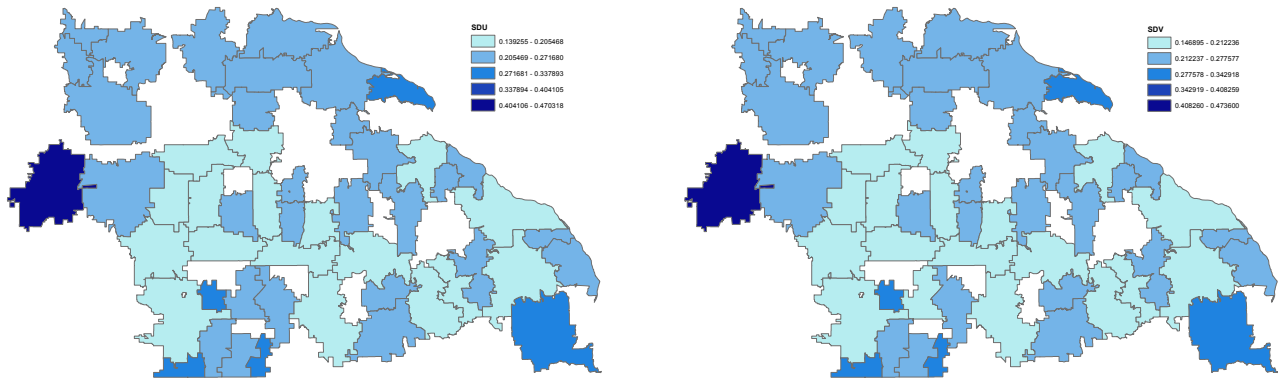 SDU
0.139255 - 0.205468
0.205469 - 0.271680
0.271681 - 0.337893
0.337894 - 0.404105
0.404106 - 0.470318
SDV
0.146895 - 0.212236
0.212237 - 0.277577
0.277578 - 0.342918
0.342919 - 0.408259
0.408260 - 0.473600